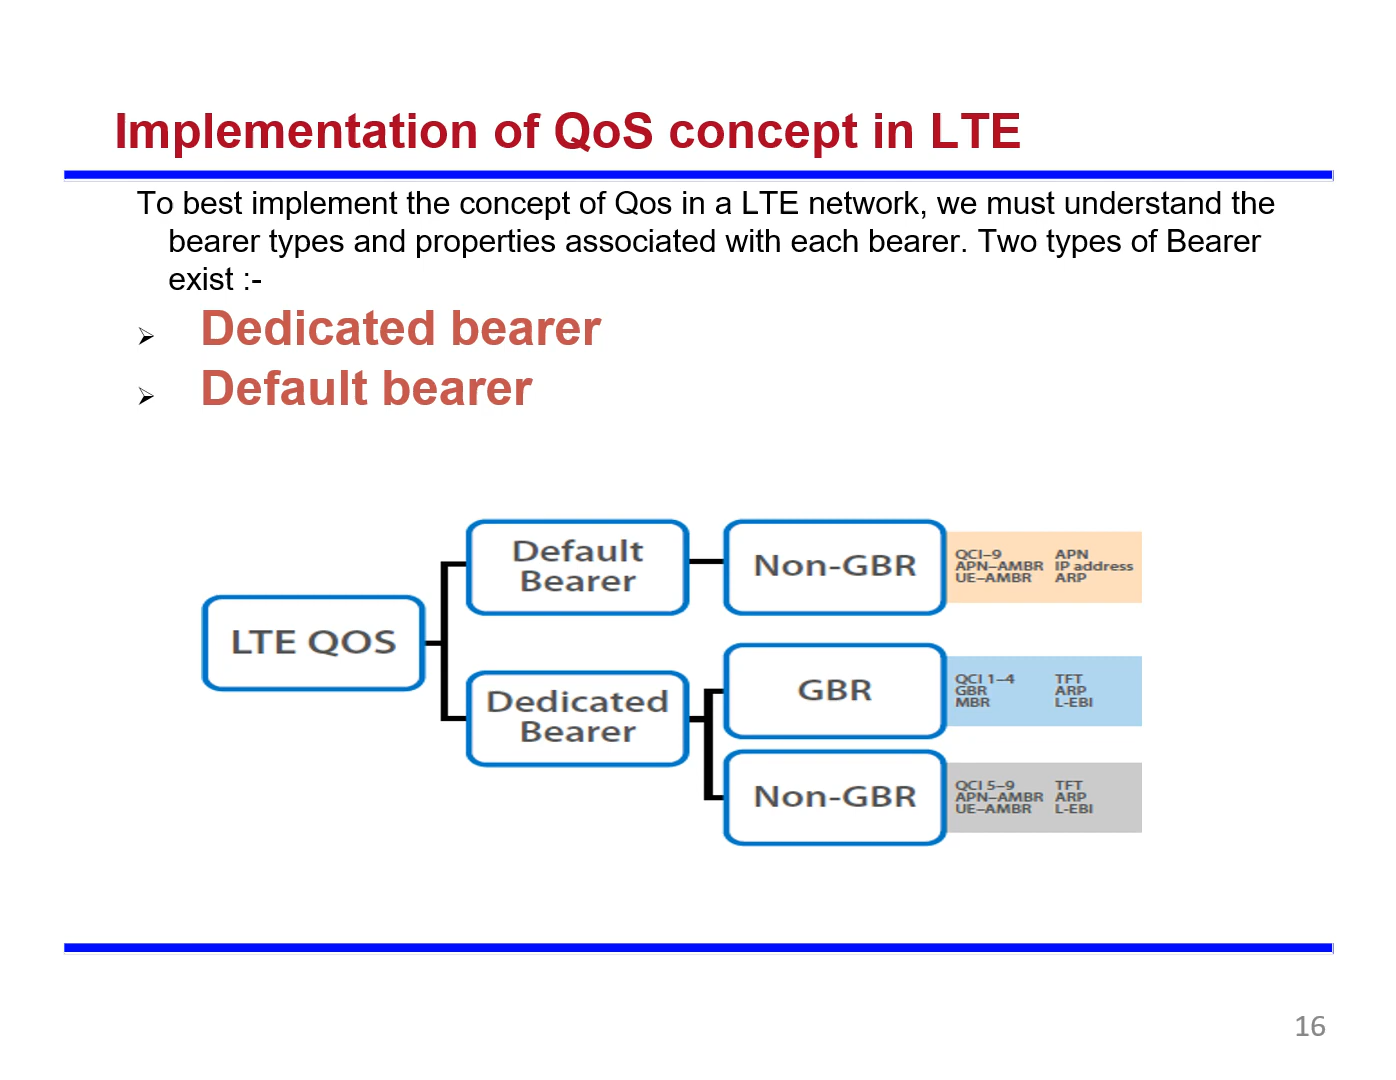 Implementation of QoS concept in LTE
To best implement the concept of Qos in a LTE network, we must understand the
bearer types and properties associated with each bearer. Two types of Bearer
exist :-
➢ Dedicated bearer
➢ Default bearer
LTE QOS
Default
Bearer
Non-GBR
QCI–9 APN
APN–AMBR IP address
UE–AMBR ARP
Dedicated
Bearer
GBR
QCI 1–4 TFT
GBR ARP
MBR L-EBI
Non-GBR
QCI 5–9 TFT
APN–AMBR ARP
UE–AMBR L-EBI
16